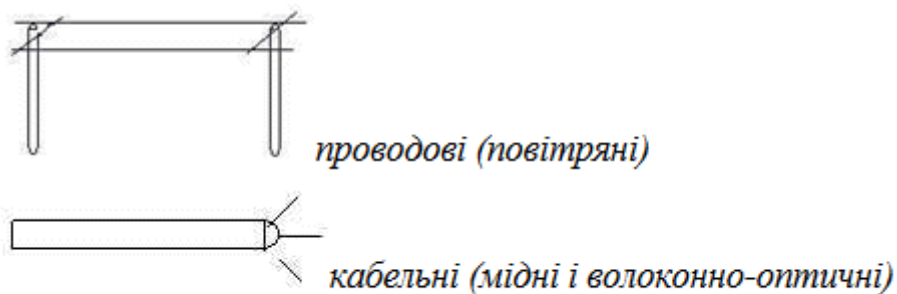 проводові (повітряні)
кабельні (мідні і волоконно-оптичні)